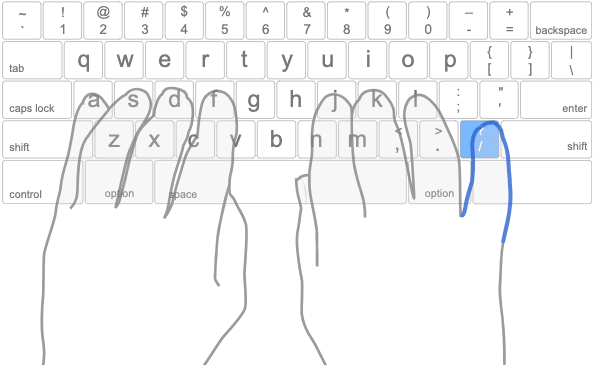 ~ ! @ # $ % ^ & * ( ) _ +
` 1 2 3 4 5 6 7 8 9 0 - = backspace
tab q w e r t y u i o p { [ } ] | \
caps lock a s d f g h j k l : ; " ' enter
shift z x c v b n m < , > . ? / shift
control option space option